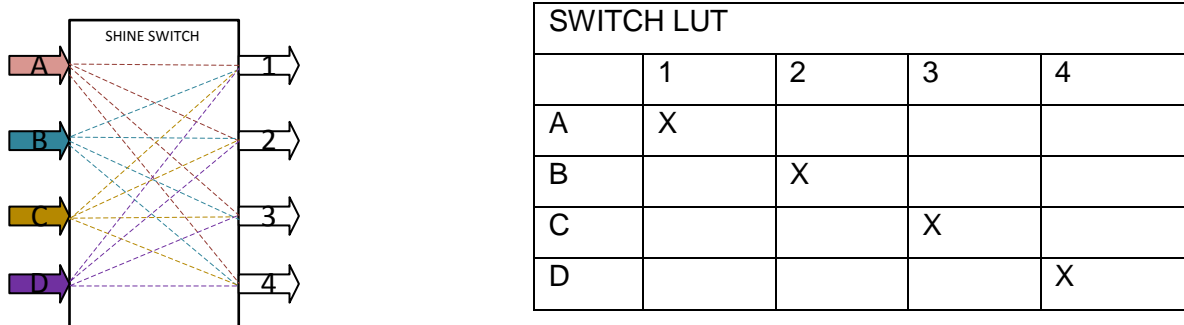 SHINE SWITCH
A
1
B
2
C
3
D
4
SWITCH LUT
1 2 3 4
A X
B X
C X
D X